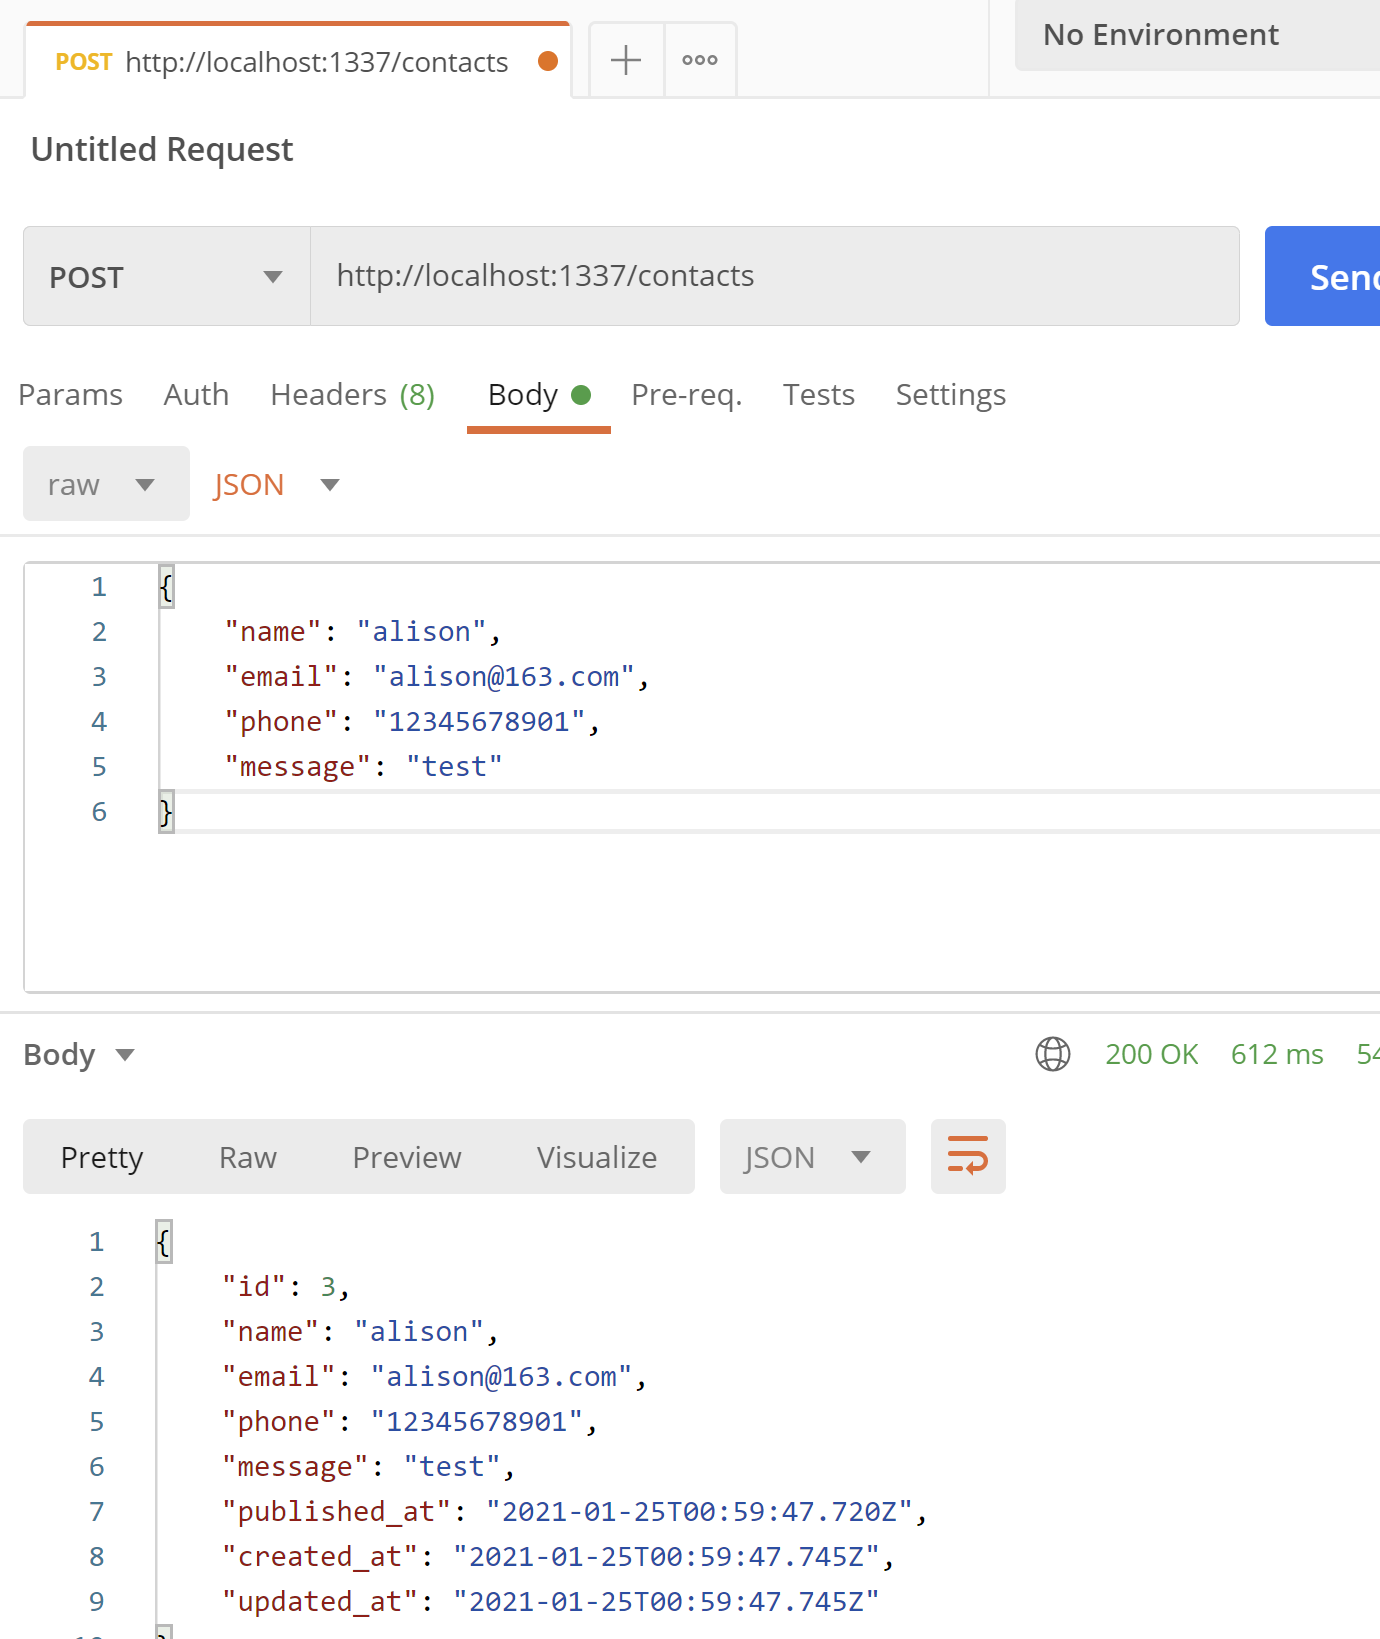 POST http://localhost:1337/contacts
No Environment
Untitled Request
POST http://localhost:1337/contacts
Params Auth Headers (8) Body Pre-req. Tests Settings
raw JSON
1 {
2 "name": "alison",
3 "email": "alison@163.com",
4 "phone": "12345678901",
5 "message": "test"
6 }
Body 200 OK 612 ms
Pretty Raw Preview Visualize JSON
1 {
2 "id": 3,
3 "name": "alison",
4 "email": "alison@163.com",
5 "phone": "12345678901",
6 "message": "test",
7 "published_at": "2021-01-25T00:59:47.720Z",
8 "created_at": "2021-01-25T00:59:47.745Z",
9 "updated_at": "2021-01-25T00:59:47.745Z"